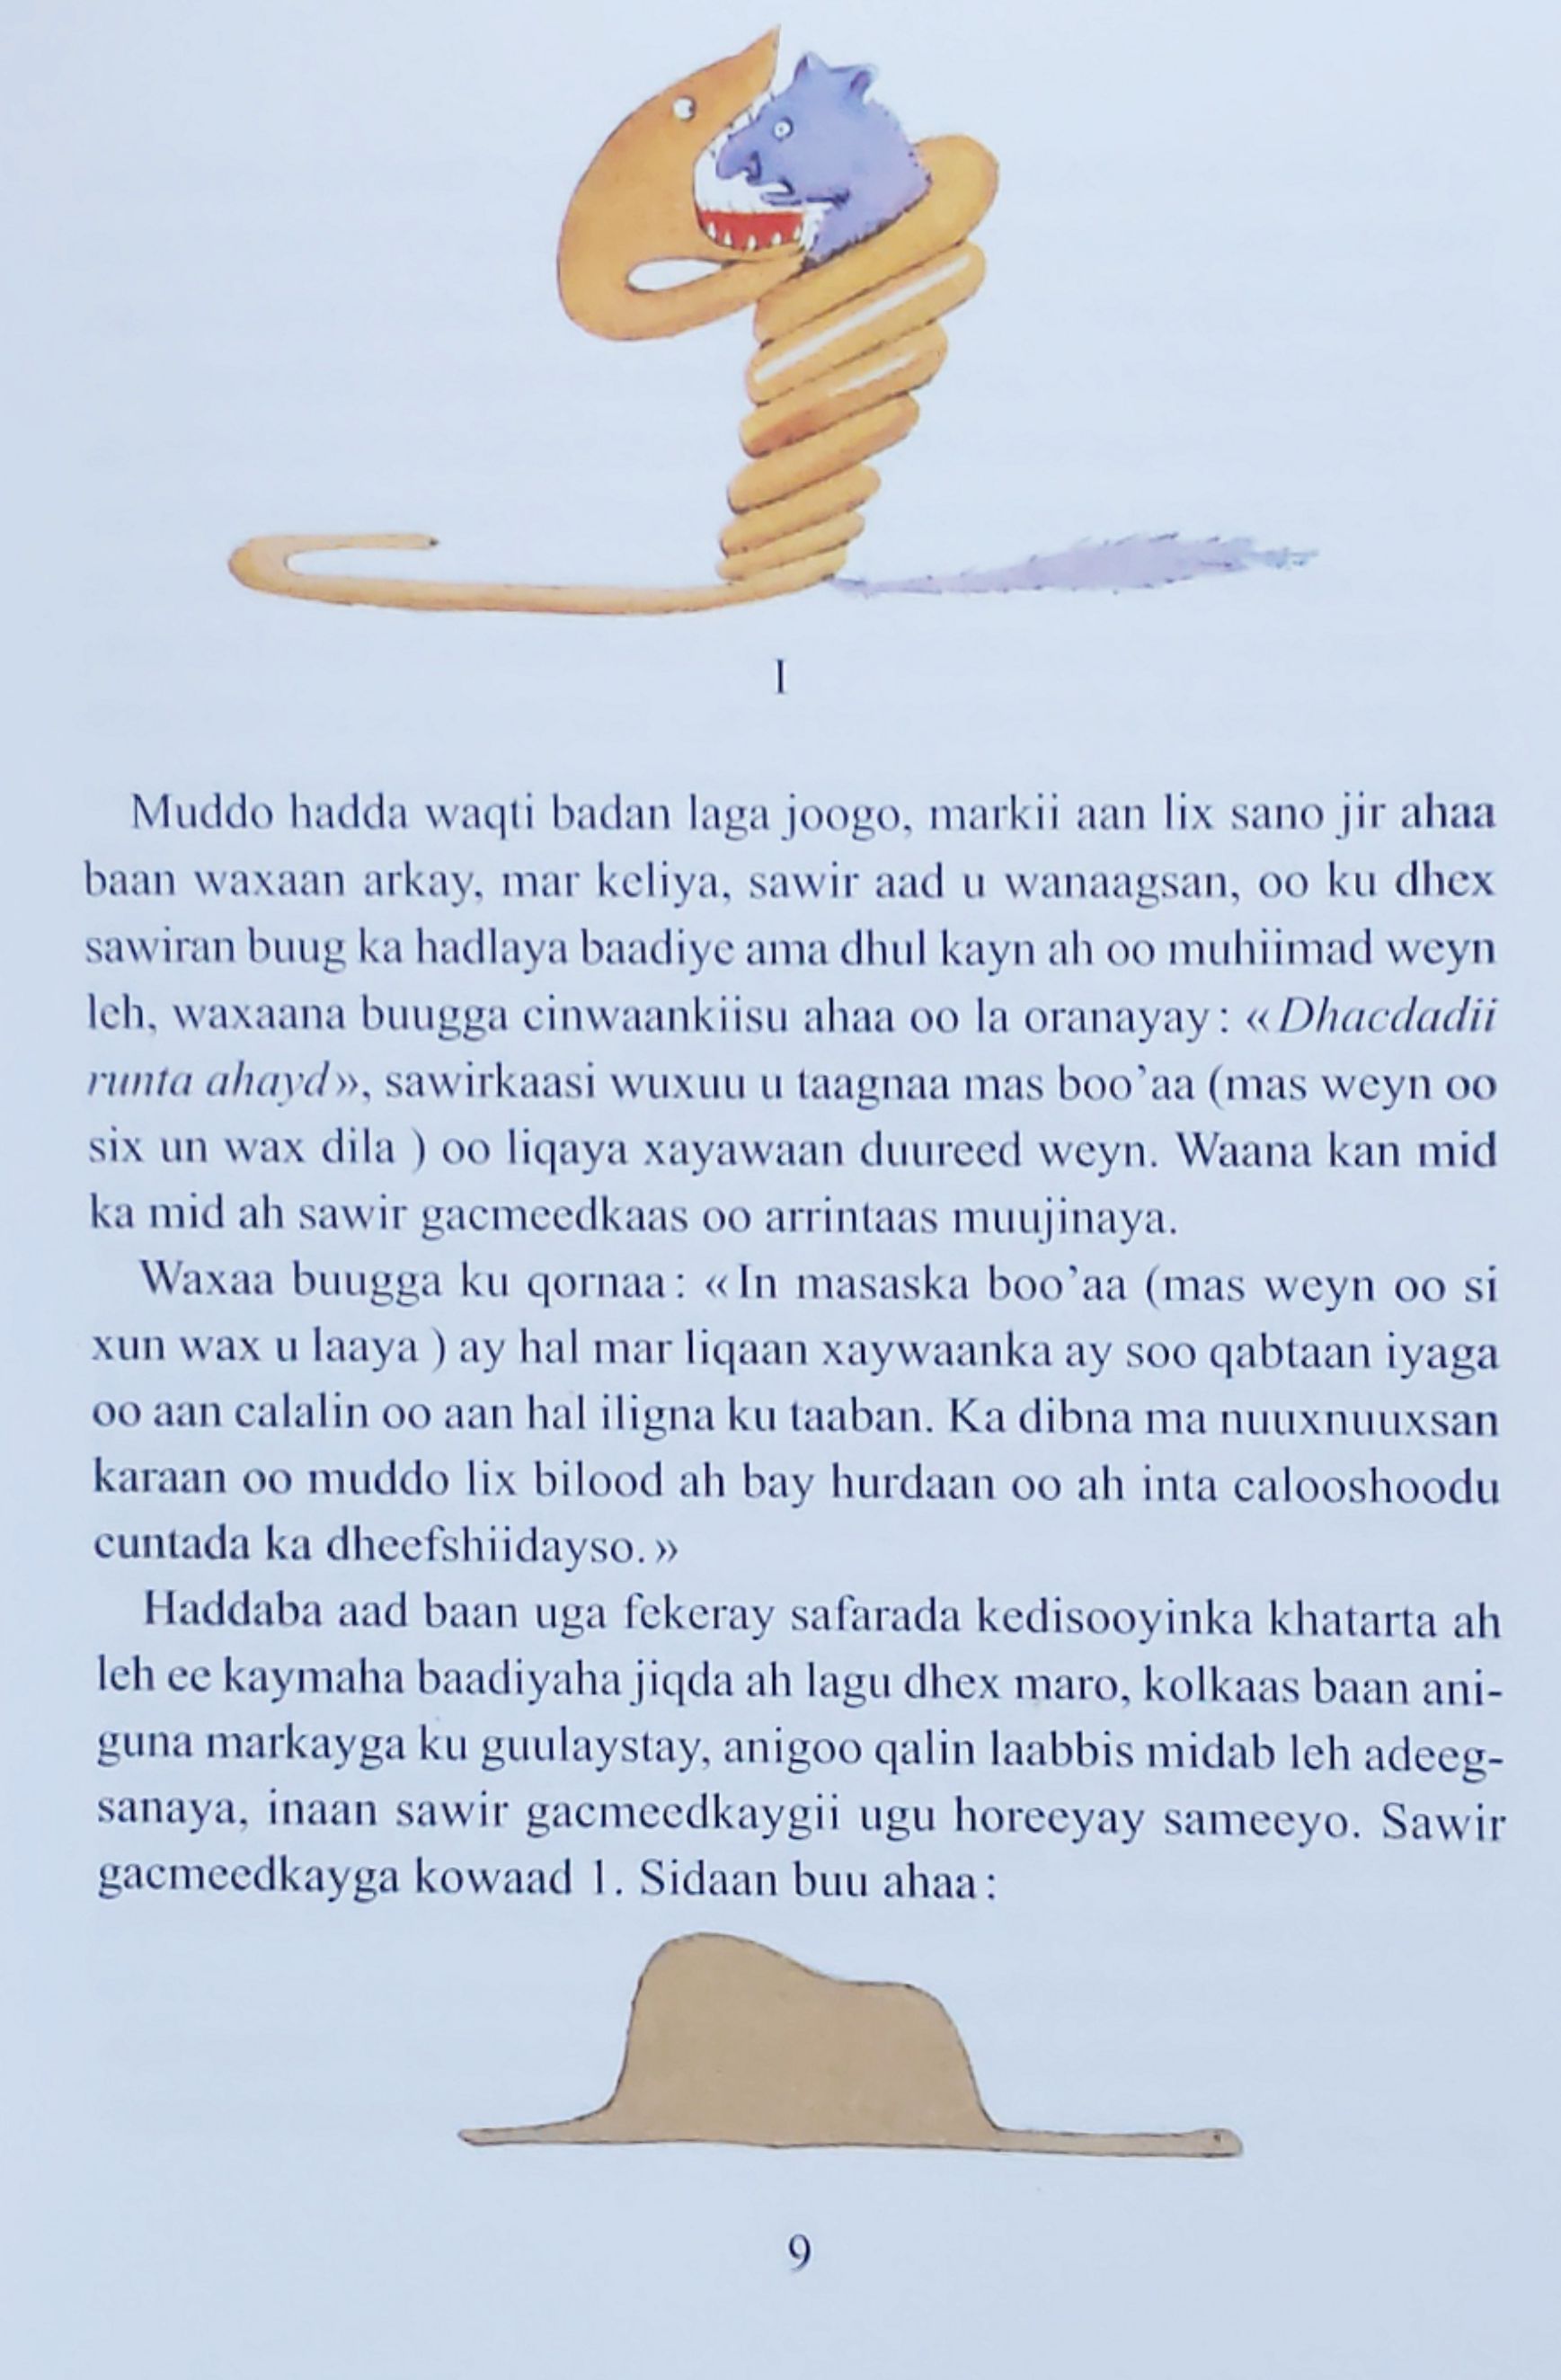 I
Muddo hadda waqti badan laga joogo, markii aan lix sano jir ahaa
baan waxaan arkay, mar keliya, sawir aad u wanaagsan, oo ku dhex
sawiran buug ka hadlaya baadiye ama dhul kayn ah oo muhiimad weyn
leh, waxaana buugga cinwaankiisu ahaa oo la oranayay : « Dhacdadii
runta ahayd », sawirkaasi wuxuu u taagnaa mas boo’aa (mas weyn oo
six un wax dila ) oo liqaya xayawaan duureed weyn. Waana kan mid
ka mid ah sawir gacmeedkaas oo arrintaas muujinaya.
Waxaa buugga ku qornaa : « In masaska boo’aa (mas weyn oo si
xun wax u laaya ) ay hal mar liqaan xaywaanka ay soo qabtaan iyaga
oo aan calalin oo aan hal iligna ku taaban. Ka dibna ma nuuxnuuxsan
karaan oo muddo lix bilood ah bay hurdaan oo ah inta calooshoodu
cuntada ka dheefshiidayso. »
Haddaba aad baan uga fekeray safarada kedisooyinka khatarta ah
leh ee kaymaha baadiyaha jiqda ah lagu dhex maro, kolkaas baan ani-
guna markayga ku guulaystay, anigoo qalin laabbis midab leh adeeg-
sanaya, inaan sawir gacmeedkaygii ugu horeeyay sameeyo. Sawir
gacmeedkayga kowaad 1. Sidaan buu ahaa :
9